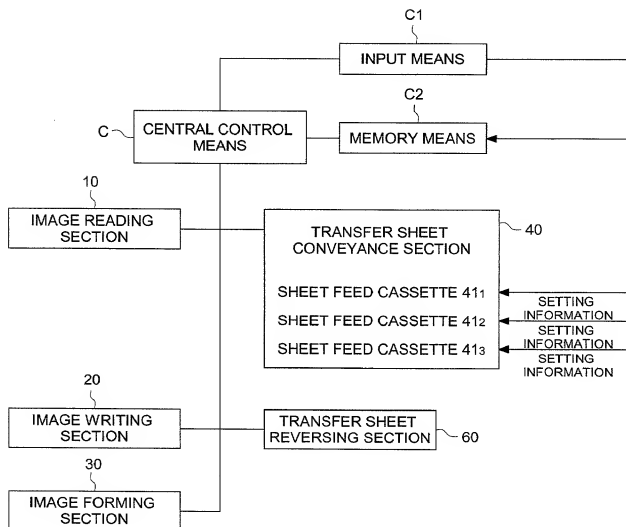 C1
INPUT MEANS
C2
C
CENTRAL CONTROL
MEANS
MEMORY MEANS
10
IMAGE READING
SECTION
40
TRANSFER SHEET
CONVEYANCE SECTION
SHEET FEED CASSETTE 41₁
SETTING
INFORMATION
SHEET FEED CASSETTE 41₂
SETTING
INFORMATION
SHEET FEED CASSETTE 41₃
SETTING
INFORMATION
20
IMAGE WRITING
SECTION
TRANSFER SHEET
REVERSING SECTION
60
30
IMAGE FORMING
SECTION